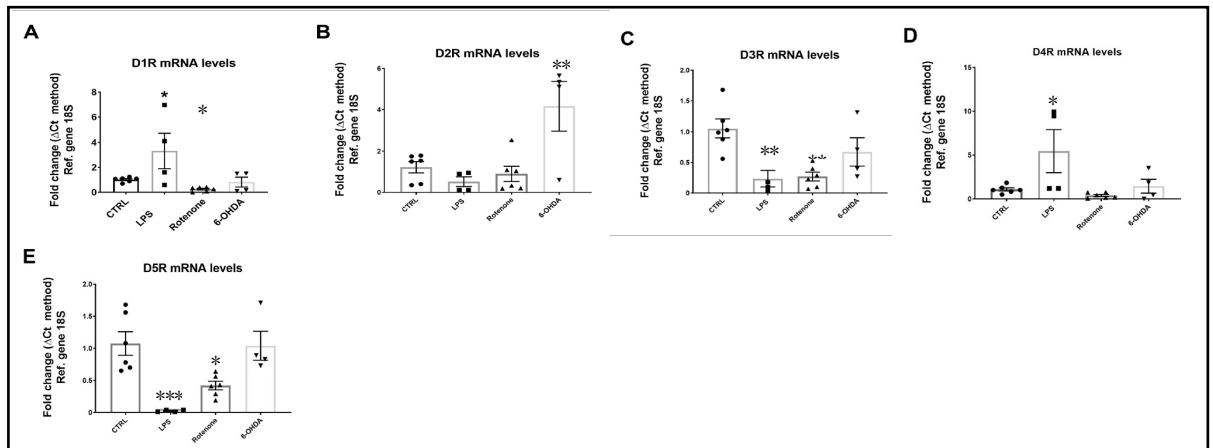 A
D1R mRNA levels
Fold change (ΔCt method)
Ref. gene 18S
8
6
4
2
0
*
*
CTRL
LPS
Rotenone
6-OHDA
B
D2R mRNA levels
Fold change (ΔCt method)
Ref. gene 18S
6
4
2
0
**
CTRL
LPS
Rotenone
6-OHDA
C
D3R mRNA levels
Fold change (ΔCt method)
Ref. gene 18S
2.0
1.5
1.0
0.5
0
**
**
CTRL
LPS
Rotenone
6-OHDA
D
D4R mRNA levels
Fold change (ΔCt method)
Ref. gene 18S
15
10
5
0
*
CTRL
LPS
Rotenone
6-OHDA
E
D5R mRNA levels
Fold change (ΔCt method)
Ref. gene 18S
2.0
1.5
1.0
0.5
0
***
*
CTRL
LPS
Rotenone
6-OHDA